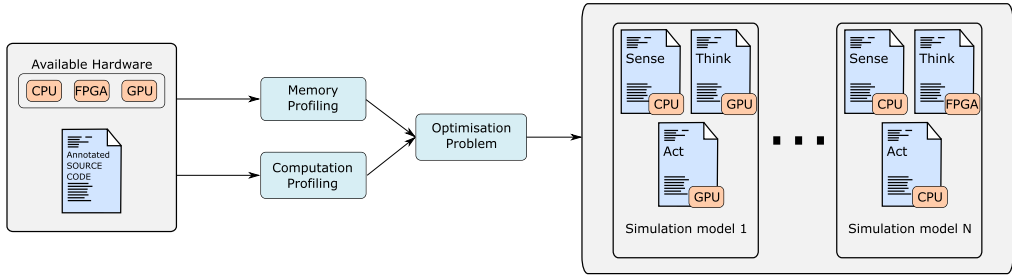 Available Hardware
CPU FPGA GPU
Annotated
SOURCE
CODE
Memory
Profiling
Computation
Profiling
Optimisation
Problem
Sense
CPU
Think
GPU
Act
GPU
Simulation model 1
Sense
CPU
Think
FPGA
Act
CPU
Simulation model N